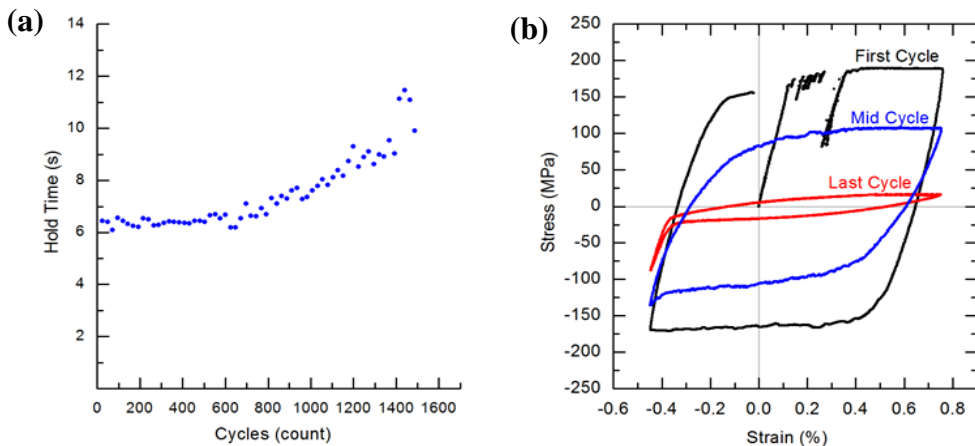 (a)
14
12
10
8
6
4
2
Hold Time (s)
0 200 400 600 800 1000 1200 1400 1600
Cycles (count)
(b)
250
200
150
100
50
0
-50
-100
-150
-200
-250
Stress (MPa)
First Cycle
Mid Cycle
Last Cycle
-0.6 -0.4 -0.2 0.0 0.2 0.4 0.6 0.8
Strain (%)